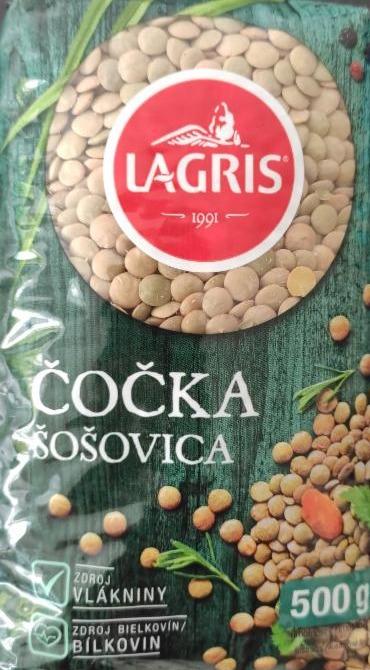 LAGRIS®
1991
ČOČKA
ŠOŠOVICA
ZDROJ
VLÁKNINY
ZDROJ BIELKOVÍN/
BÍLKOVIN
500g